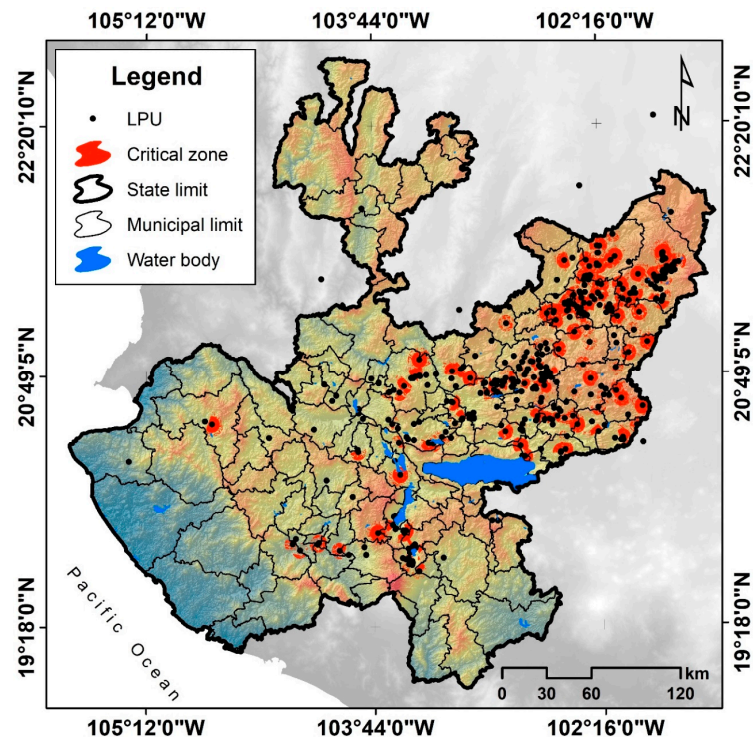 105°12'0"W 103°44'0"W 102°16'0"W
Legend
LPU
Critical zone
State limit
Municipal limit
Water body
N
22°20'10"N
22°20'10"N
20°49'5"N
20°49'5"N
19°18'0"N
19°18'0"N
Pacific Ocean
km
0 30 60 120
105°12'0"W 103°44'0"W 102°16'0"W